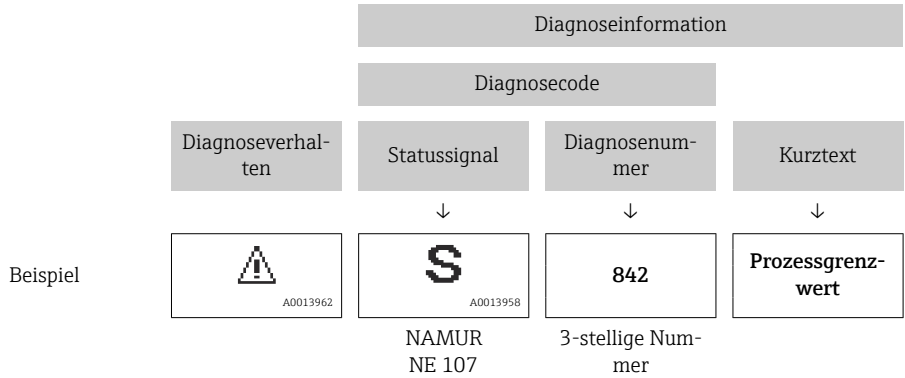 Diagnoseinformation
Diagnosecode
Diagnoseverhal-
ten
Statussignal
Diagnosenum-
mer
Kurztext
↓ ↓ ↓
Beispiel
A0013962
S
A0013958
842
Prozessgrenz-
wert
NAMUR
NE 107
3-stellige Num-
mer